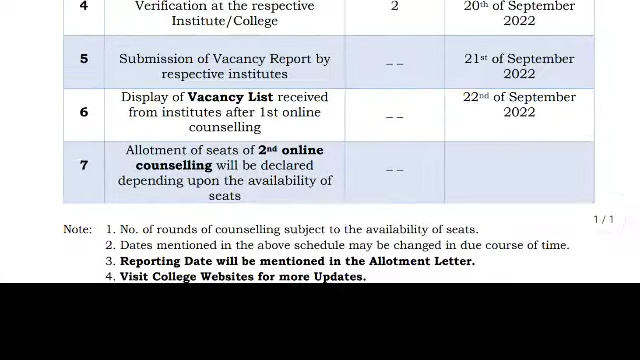 4 Verification at the respective 2 20th of September
Institute/College 2022
5 Submission of Vacancy Report by _ _ 21st of September
respective institutes 2022
6 Display of Vacancy List received _ _ 22nd of September
from institutes after 1st online 2022
counselling
7 Allotment of seats of 2nd online _ _
counselling will be declared
depending upon the availability of
seats
1 / 1
Note: 1. No. of rounds of counselling subject to the availability of seats.
2. Dates mentioned in the above schedule may be changed in due course of time.
3. Reporting Date will be mentioned in the Allotment Letter.
4. Visit College Websites for more Updates.